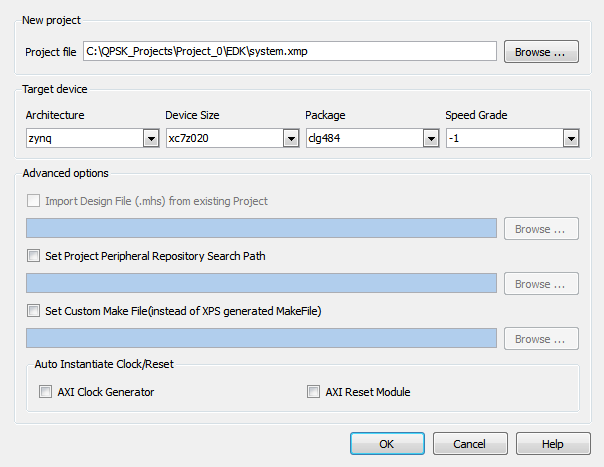 New project
Project file C:\QPSK_Projects\Project_0\EDK\system.xmp Browse ...
Target device
Architecture Device Size Package Speed Grade
zynq xc7z020 clg484 -1
Advanced options
Import Design File (.mhs) from existing Project
Browse ...
Set Project Peripheral Repository Search Path
Browse ...
Set Custom Make File(instead of XPS generated MakeFile)
Browse ...
Auto Instantiate Clock/Reset
AXI Clock Generator AXI Reset Module
OK Cancel Help